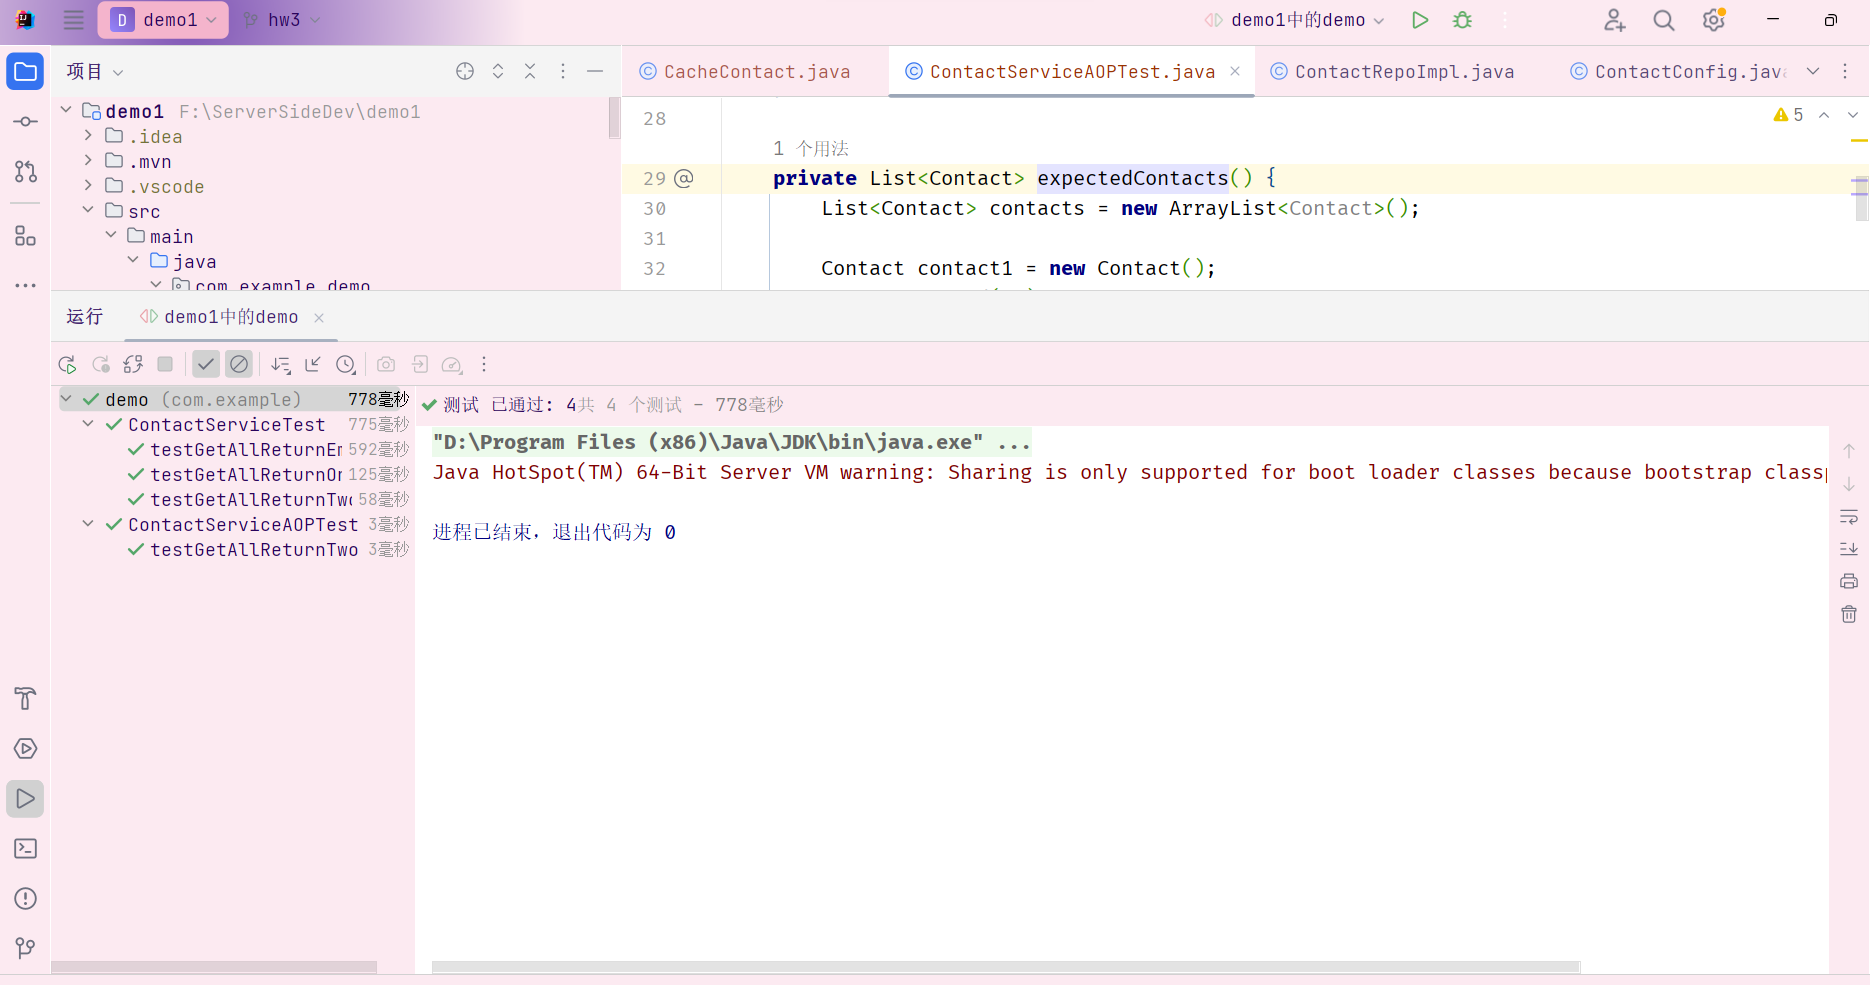 D demo1 hw3 demo1中的demo
项目
CacheContact.java ContactServiceAOPTest.java ContactRepoImpl.java ContactConfig.java
demo1 F:\ServerSideDev\demo1
.idea
.mvn
.vscode
src
main
java
com.example.demo
5
28
1 个用法
29 @ private List<Contact> expectedContacts() {
30 List<Contact> contacts = new ArrayList<Contact>();
31
32 Contact contact1 = new Contact();
运行 demo1中的demo
demo (com.example) 778毫秒
ContactServiceTest 775毫秒
testGetAllReturnEm 592毫秒
testGetAllReturnOn 125毫秒
testGetAllReturnTwo 58毫秒
ContactServiceAOPTest 3毫秒
testGetAllReturnTwo 3毫秒
测试 已通过: 4共 4 个测试 – 778毫秒
"D:\Program Files (x86)\Java\JDK\bin\java.exe" ...
Java HotSpot(TM) 64-Bit Server VM warning: Sharing is only supported for boot loader classes because bootstrap classp
进程已结束，退出代码为 0